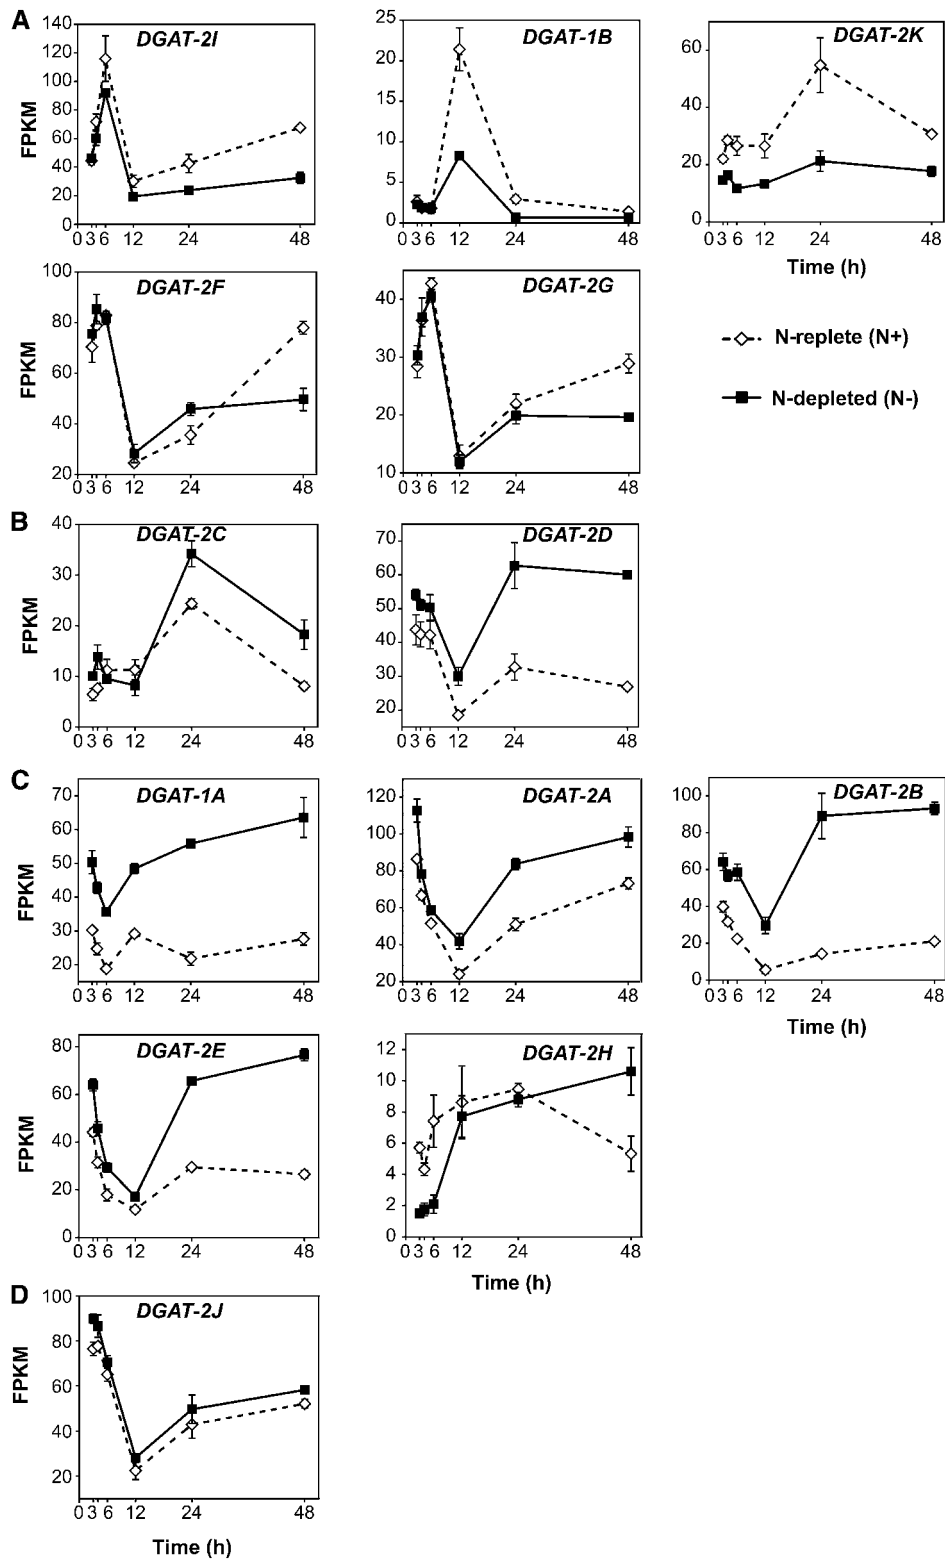 A
DGAT-2I
FPKM
140
120
100
80
60
40
20
0
0 3 6 12 24 48
DGAT-1B
25
20
15
10
5
0
0 3 6 12 24 48
DGAT-2K
60
40
20
0
0 3 6 12 24 48
Time (h)
DGAT-2F
FPKM
100
80
60
40
20
0 3 6 12 24 48
DGAT-2G
40
30
20
10
0 3 6 12 24 48
N-replete (N+)
N-depleted (N-)
B
DGAT-2C
FPKM
40
30
20
10
0
0 3 6 12 24 48
DGAT-2D
70
60
50
40
30
20
0 3 6 12 24 48
C
DGAT-1A
FPKM
70
60
50
40
30
20
0 3 6 12 24 48
DGAT-2A
120
100
80
60
40
20
0 3 6 12 24 48
DGAT-2B
100
80
60
40
20
0
0 3 6 12 24 48
Time (h)
DGAT-2E
FPKM
80
60
40
20
0
0 3 6 12 24 48
DGAT-2H
12
10
8
6
4
2
0
0 3 6 12 24 48
Time (h)
D
DGAT-2J
FPKM
100
80
60
40
20
0 3 6 12 24 48
Time (h)